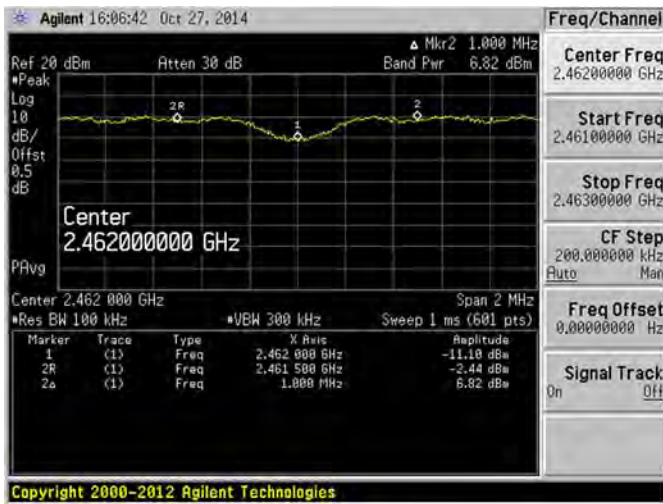 Agilent 16:06:42 Oct 27, 2014
Freq/Channel
Δ Mkr2 1.000 MHz
Ref 20 dBm Atten 30 dB Band Pwr 6.82 dBm
#Peak
Log
10
dB/
Offst
0.5
dB
2R
1
2
Center
2.462000000 GHz
PAvg
Center 2.462 000 GHz Span 2 MHz
#Res BW 100 kHz #VBW 300 kHz Sweep 1 ms (601 pts)
Marker Trace Type X Axis Amplitude
1 (1) Freq 2.462 000 GHz -11.10 dBm
2R (1) Freq 2.461 500 GHz -2.44 dBm
2Δ (1) Freq 1.000 MHz 6.82 dBm
Center Freq
2.46200000 GHz
Start Freq
2.46100000 GHz
Stop Freq
2.46300000 GHz
CF Step
200.000000 kHz
Auto Man
Freq Offset
0.00000000 Hz
Signal Track
On Off
Copyright 2000-2012 Agilent Technologies